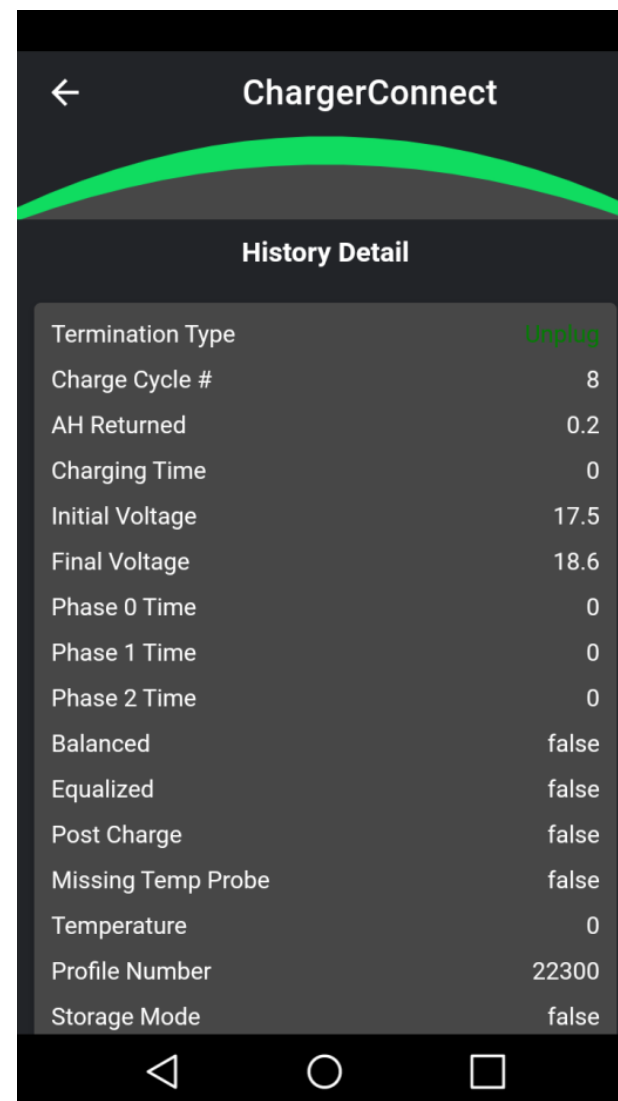 ChargerConnect
History Detail
Termination Type Unplug
Charge Cycle # 8
AH Returned 0.2
Charging Time 0
Initial Voltage 17.5
Final Voltage 18.6
Phase 0 Time 0
Phase 1 Time 0
Phase 2 Time 0
Balanced false
Equalized false
Post Charge false
Missing Temp Probe false
Temperature 0
Profile Number 22300
Storage Mode false